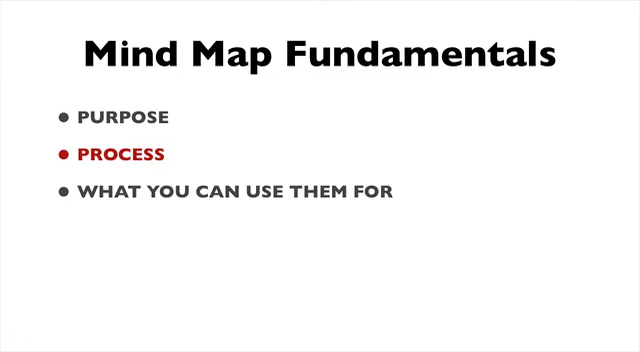 Mind Map Fundamentals
• PURPOSE
• PROCESS
• WHAT YOU CAN USE THEM FOR